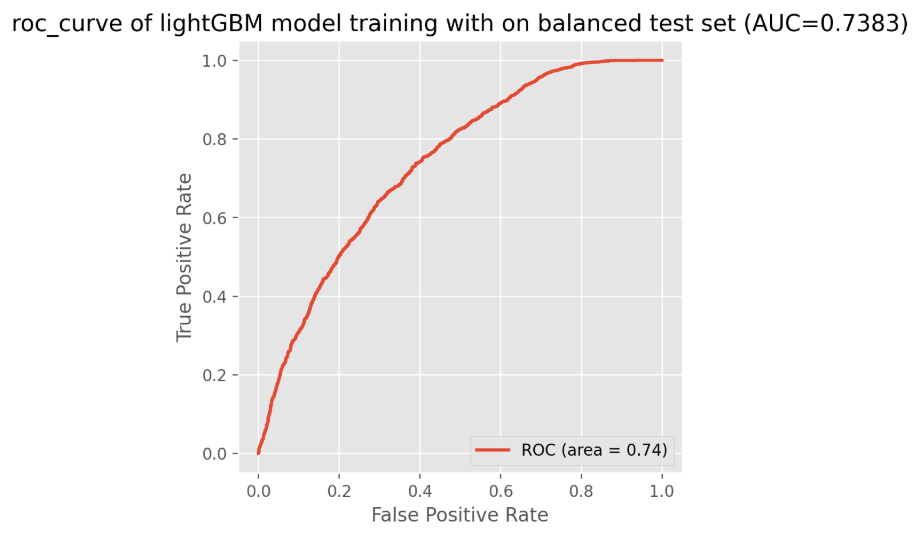 roc_curve of lightGBM model training with on balanced test set (AUC=0.7383)
True Positive Rate
1.0
0.8
0.6
0.4
0.2
0.0
ROC (area = 0.74)
0.0 0.2 0.4 0.6 0.8 1.0
False Positive Rate